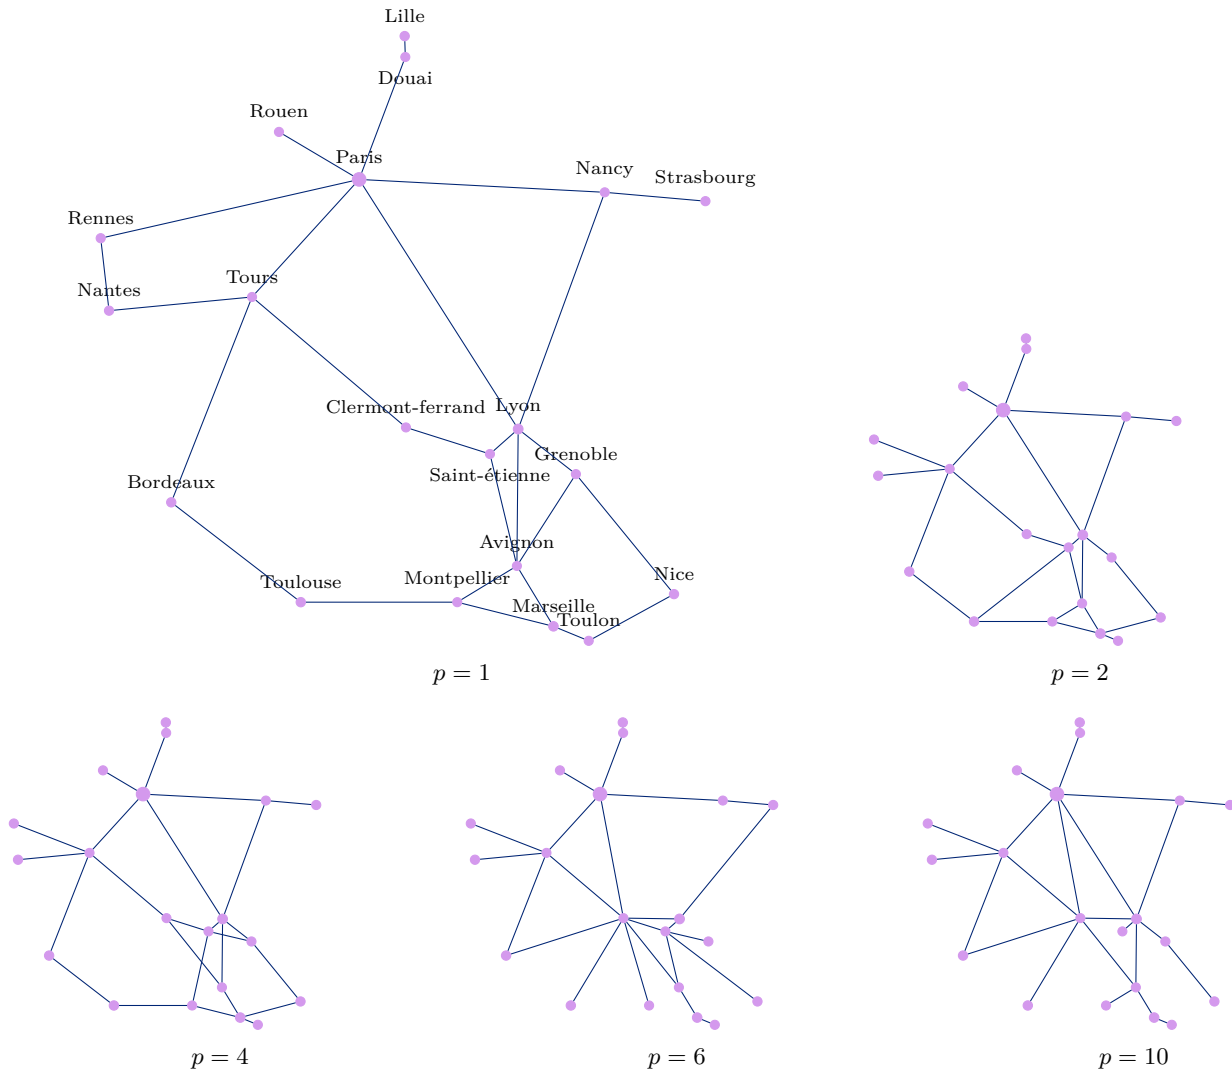 Lille
Douai
Rouen
Paris
Nancy
Strasbourg
Rennes
Tours
Nantes
Clermont-ferrand
Lyon
Grenoble
Saint-étienne
Bordeaux
Avignon
Toulouse
Montpellier
Nice
Marseille
Toulon
p = 1
p = 2
p = 4
p = 6
p = 10